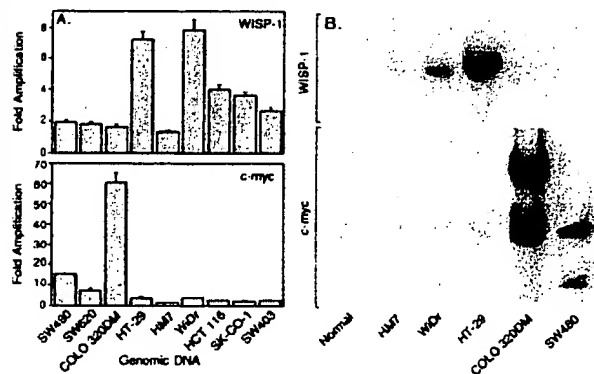 A.
WISP-1
Fold Amplification
8
6
4
2
0
c-myc
Fold Amplification
70
60
50
40
30
20
10
0
SW480
SW620
COLO 320DM
HT-29
HM7
WiDr
HCT 116
SK-CO-1
SW403
Genomic DNA
B.
WISP-1
c-myc
Normal
HM7
WiDr
HT-29
COLO 320DM
SW480